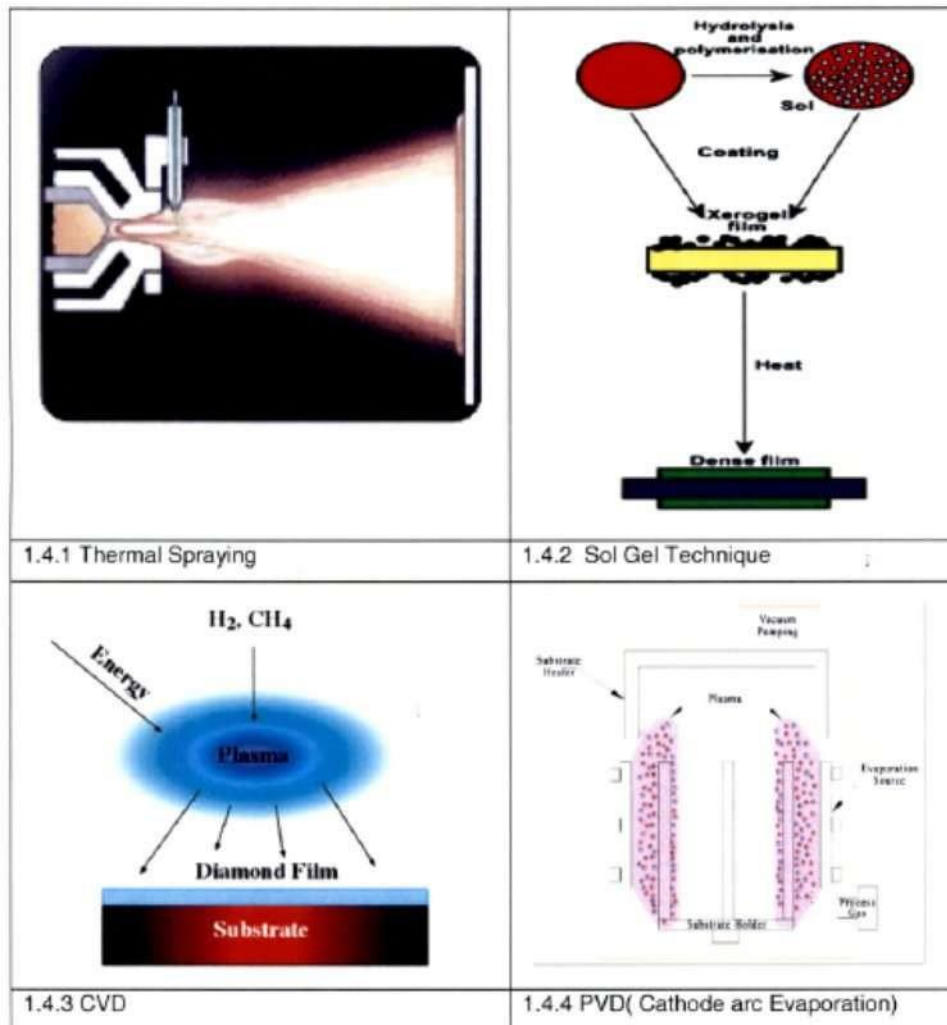 Hydrolysis
and
polymerisation
Sol
Coating
Xerogel
film
Heat
Dense film
1.4.1 Thermal Spraying
1.4.2 Sol Gel Technique
H2, CH4
Energy
Plasma
Diamond Film
Substrate
1.4.3 CVD
Vacuum
Pumping
Substrate
Heater
Plasma
Evaporation
Source
Process
Gas
Substrate Holder
1.4.4 PVD( Cathode arc Evaporation)